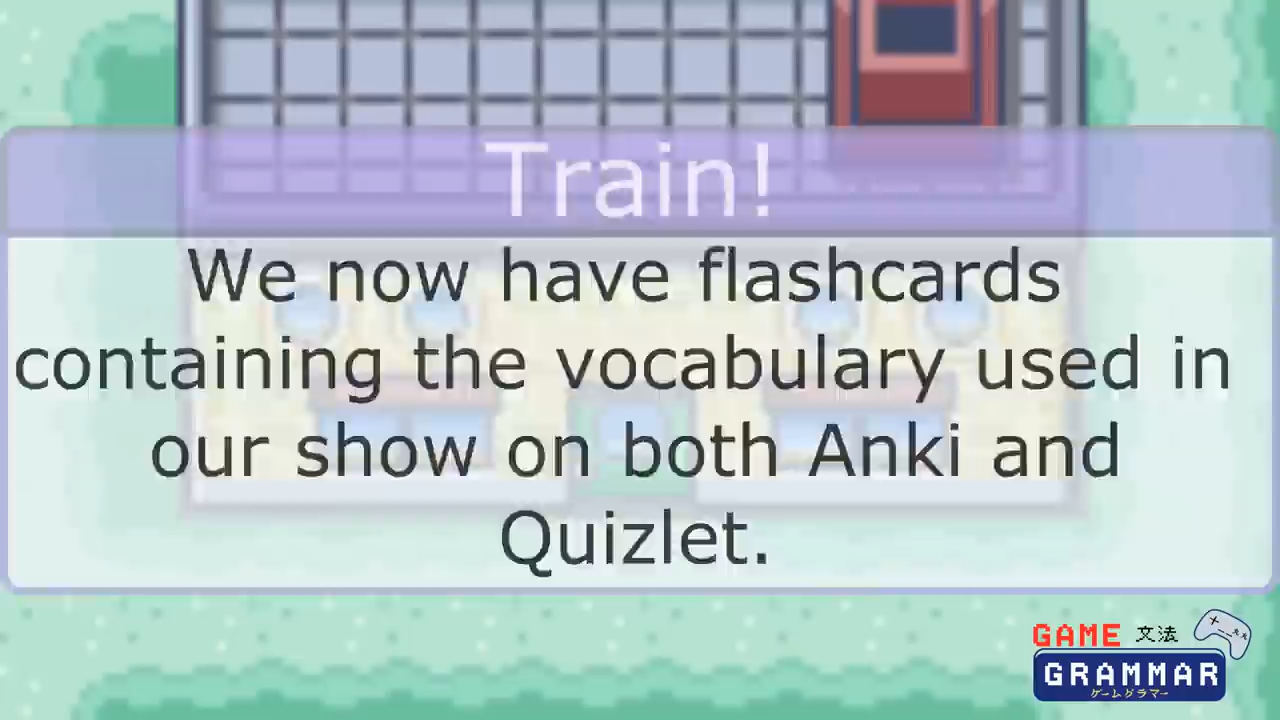 Train!
We now have flashcards
containing the vocabulary used in
our show on both Anki and
Quizlet.
GAME 文法
GRAMMAR
ゲームグラマー